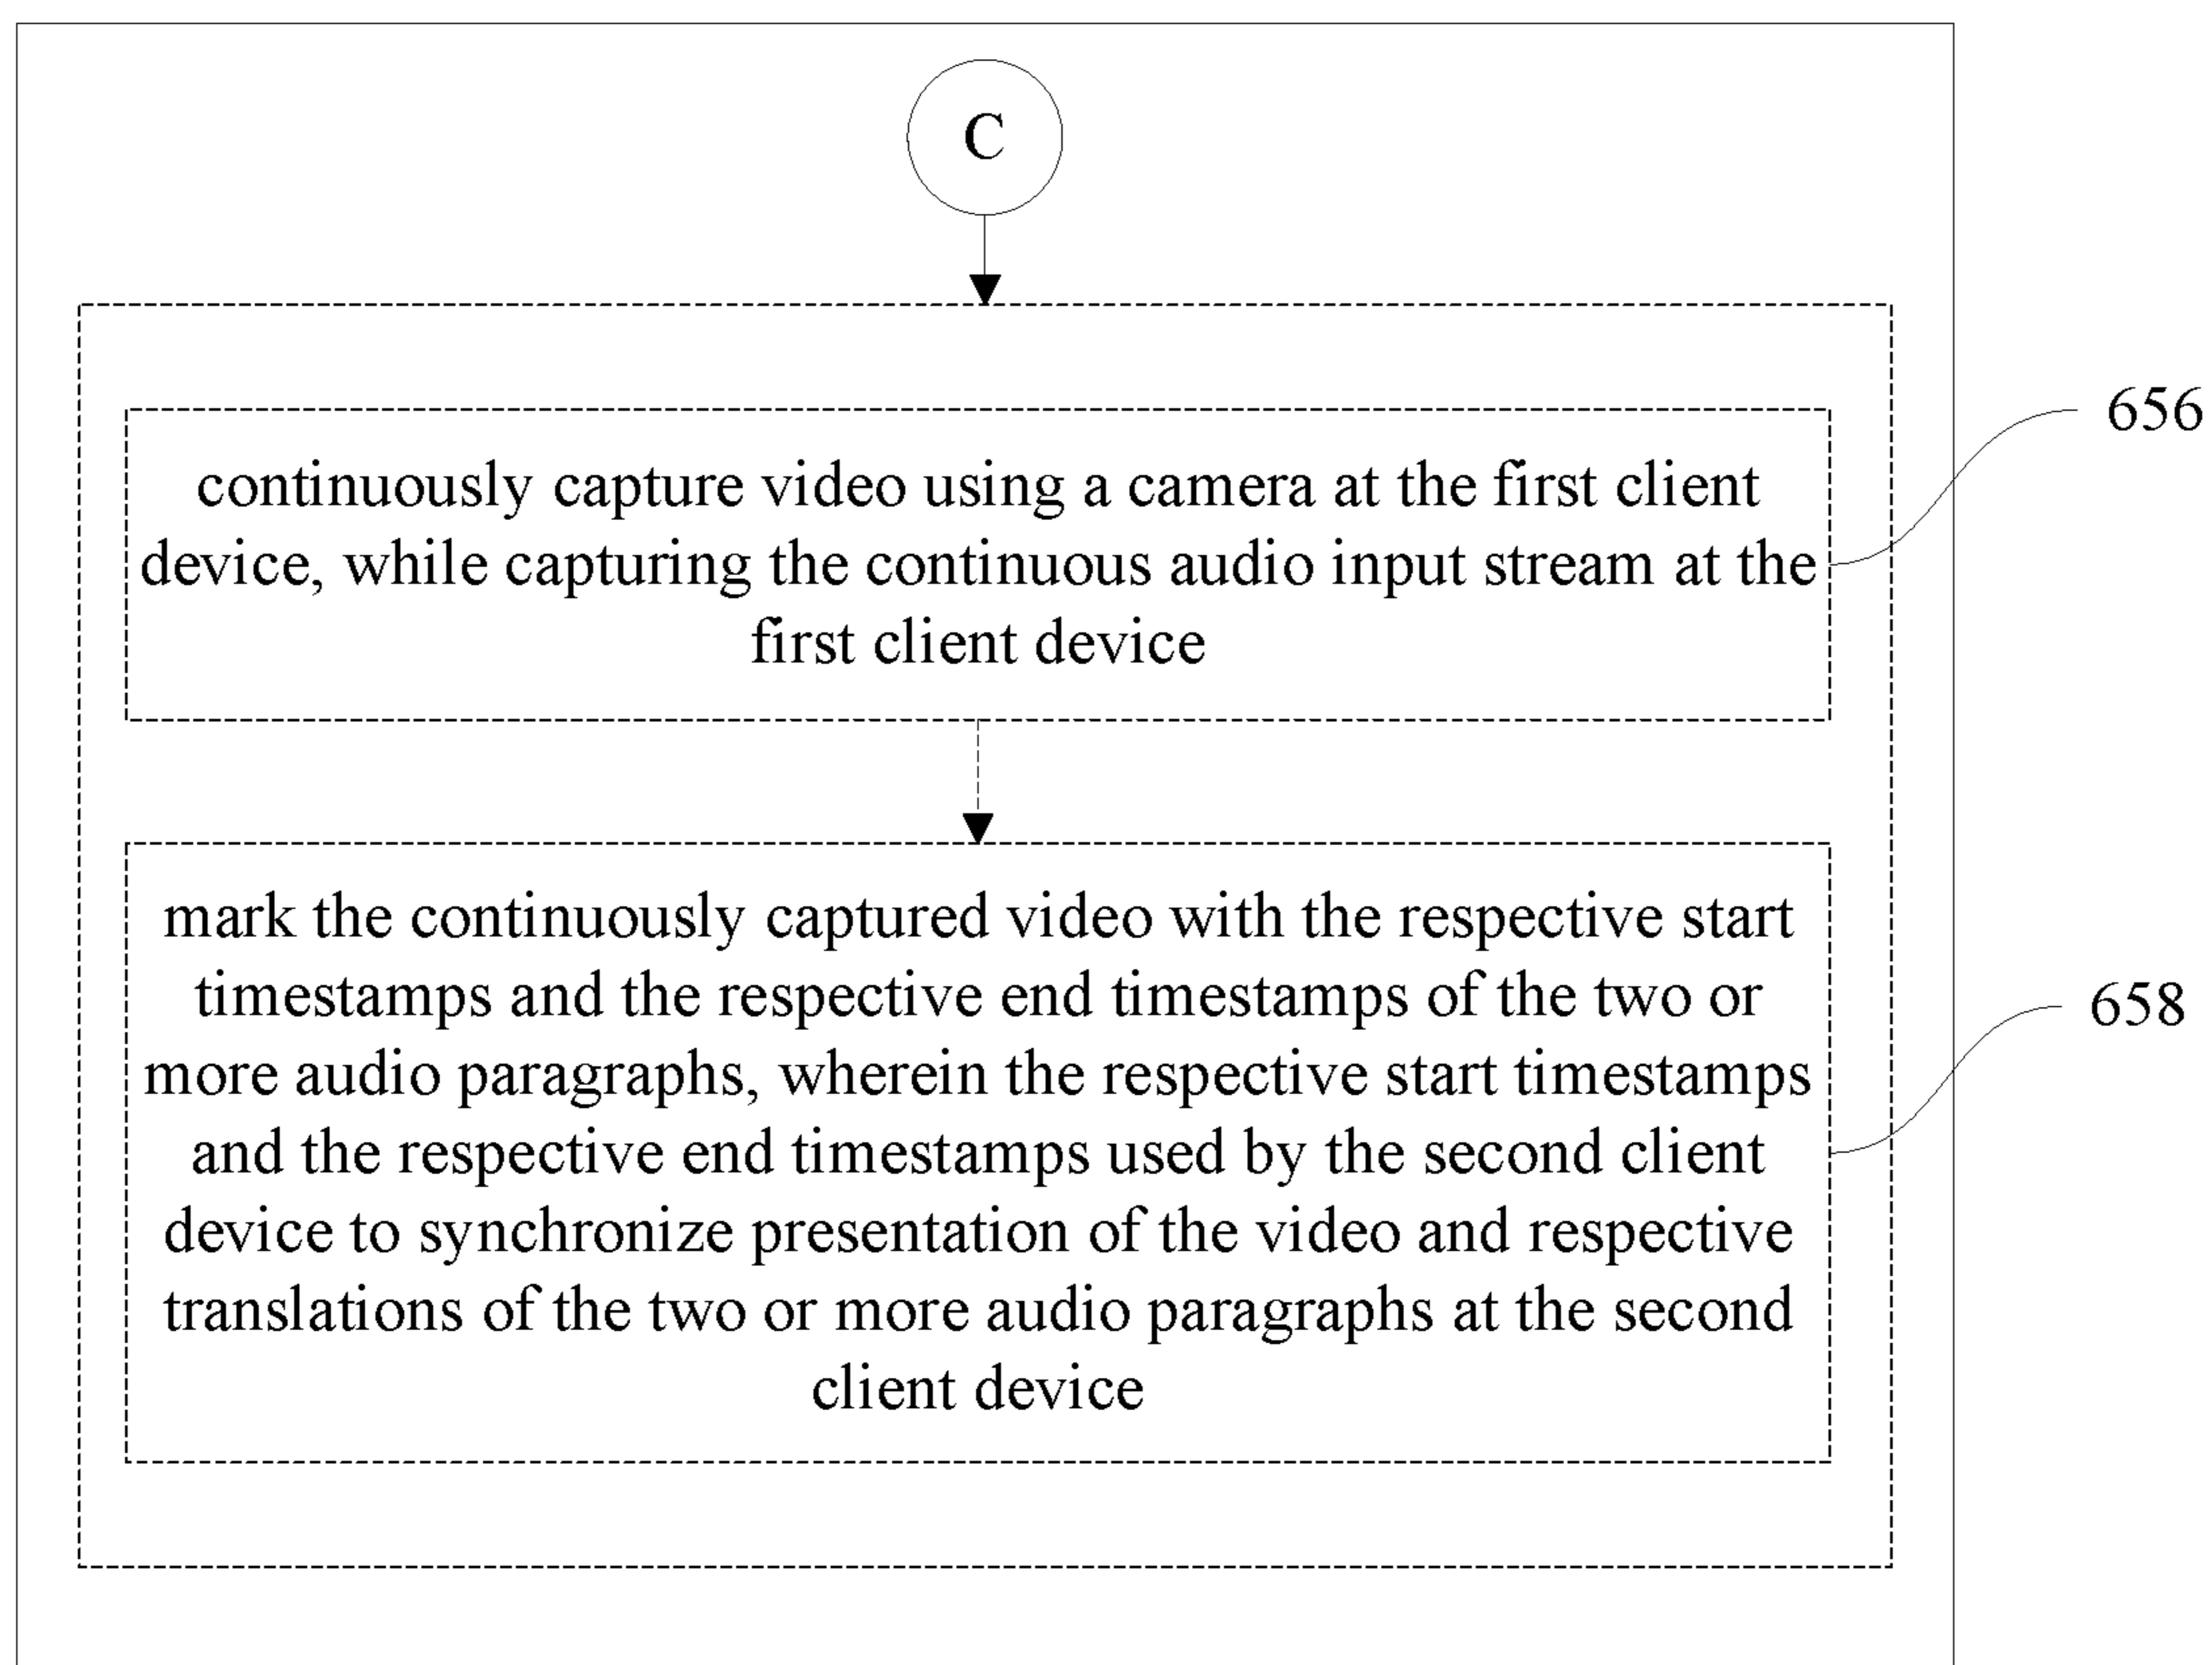 C
continuously capture video using a camera at the first client
device, while capturing the continuous audio input stream at the
first client device
656
mark the continuously captured video with the respective start
timestamps and the respective end timestamps of the two or
more audio paragraphs, wherein the respective start timestamps
and the respective end timestamps used by the second client
device to synchronize presentation of the video and respective
translations of the two or more audio paragraphs at the second
client device
658